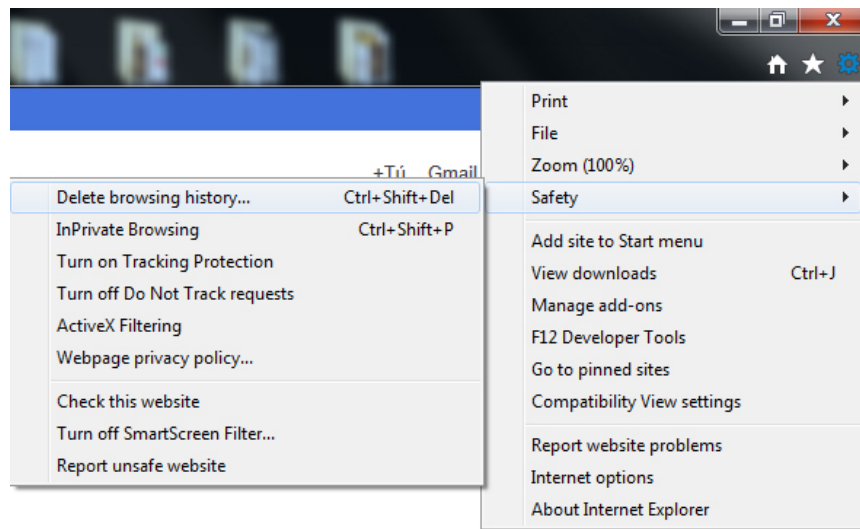 +Tú Gmail
Print
File
Zoom (100%)
Safety
Add site to Start menu
View downloads Ctrl+J
Manage add-ons
F12 Developer Tools
Go to pinned sites
Compatibility View settings
Report website problems
Internet options
About Internet Explorer
Delete browsing history... Ctrl+Shift+Del
InPrivate Browsing Ctrl+Shift+P
Turn on Tracking Protection
Turn off Do Not Track requests
ActiveX Filtering
Webpage privacy policy...
Check this website
Turn off SmartScreen Filter...
Report unsafe website